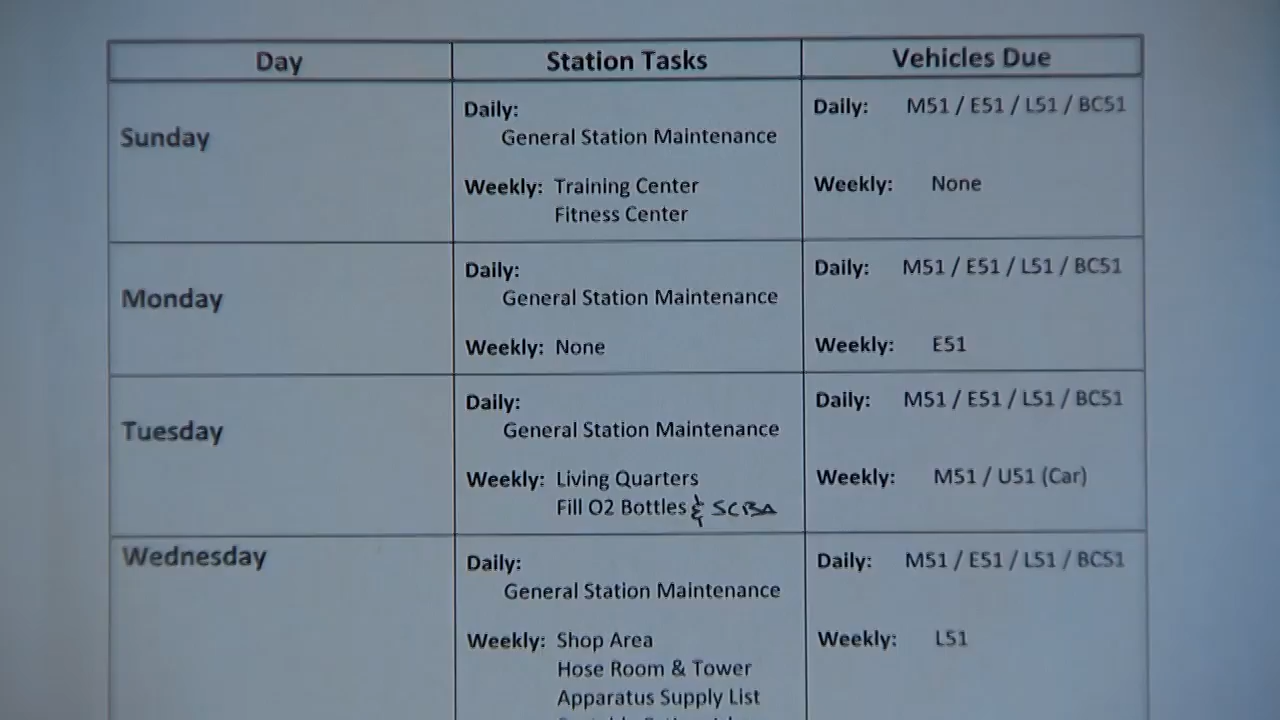 Day Station Tasks Vehicles Due
Sunday
Daily:
General Station Maintenance
Weekly: Training Center
Fitness Center
Daily: M51 / E51 / L51 / BC51
Weekly: None
Monday
Daily:
General Station Maintenance
Weekly: None
Daily: M51 / E51 / L51 / BC51
Weekly: E51
Tuesday
Daily:
General Station Maintenance
Weekly: Living Quarters
Fill O2 Bottles & SCBA
Daily: M51 / E51 / L51 / BC51
Weekly: M51 / U51 (Car)
Wednesday
Daily:
General Station Maintenance
Weekly: Shop Area
Hose Room & Tower
Apparatus Supply List
Daily: M51 / E51 / L51 / BC51
Weekly: L51